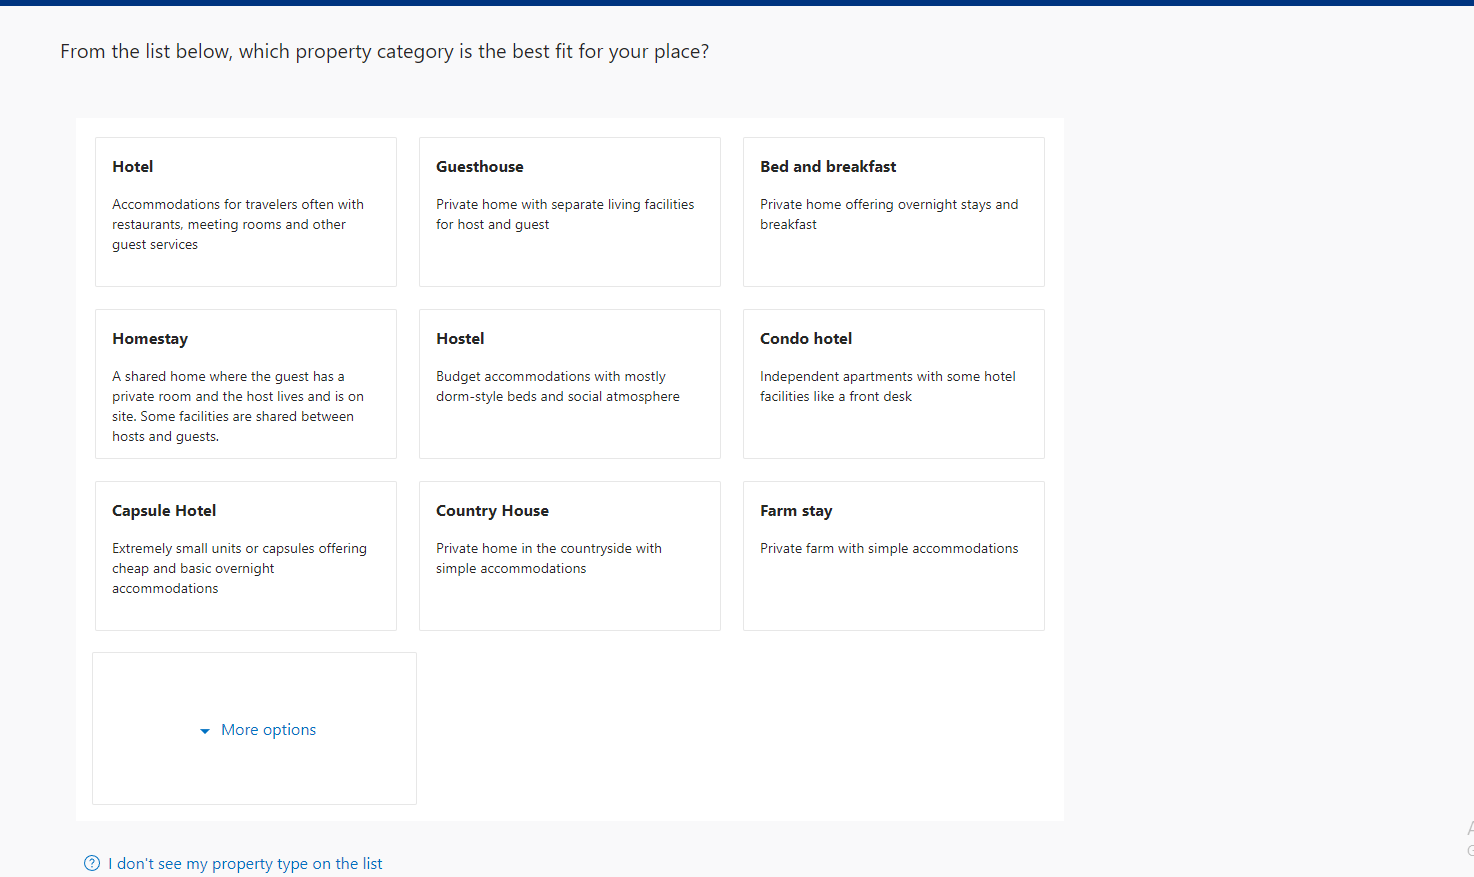 From the list below, which property category is the best fit for your place?
Hotel
Accommodations for travelers often with
restaurants, meeting rooms and other
guest services
Guesthouse
Private home with separate living facilities
for host and guest
Bed and breakfast
Private home offering overnight stays and
breakfast
Homestay
A shared home where the guest has a
private room and the host lives and is on
site. Some facilities are shared between
hosts and guests.
Hostel
Budget accommodations with mostly
dorm-style beds and social atmosphere
Condo hotel
Independent apartments with some hotel
facilities like a front desk
Capsule Hotel
Extremely small units or capsules offering
cheap and basic overnight
accommodations
Country House
Private home in the countryside with
simple accommodations
Farm stay
Private farm with simple accommodations
More options
I don't see my property type on the list